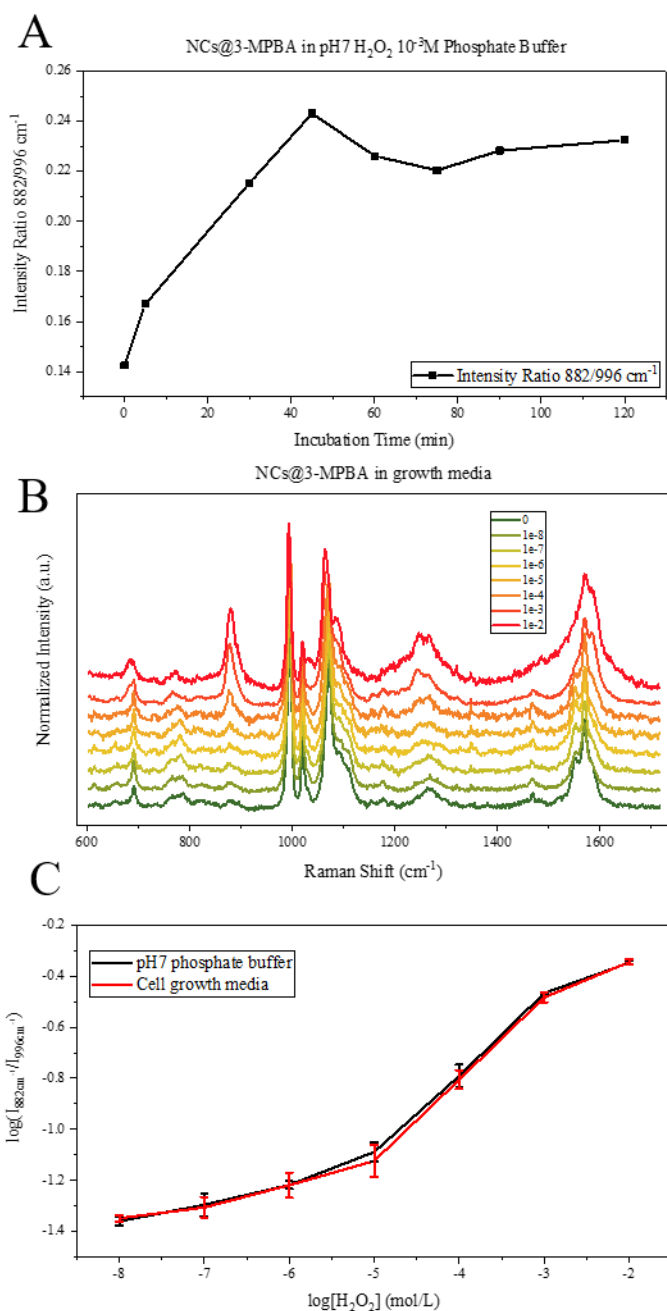 A
NCs@3-MPBA in pH7 H₂O₂ 10⁻³M Phosphate Buffer
0.26
0.24
0.22
0.20
0.18
0.16
0.14
Intensity Ratio 882/996 cm⁻¹
Intensity Ratio 882/996 cm⁻¹
0 20 40 60 80 100 120
Incubation Time (min)
NCs@3-MPBA in growth media
B
0
1e-8
1e-7
1e-6
1e-5
1e-4
1e-3
1e-2
Normalized Intensity (a.u.)
600 800 1000 1200 1400 1600
Raman Shift (cm⁻¹)
C
-0.2
-0.4
-0.6
-0.8
-1.0
-1.2
-1.4
pH7 phosphate buffer
Cell growth media
log(I₈₈₂cm⁻¹/I₉₉₆cm⁻¹)
-8 -7 -6 -5 -4 -3 -2
log[H₂O₂] (mol/L)